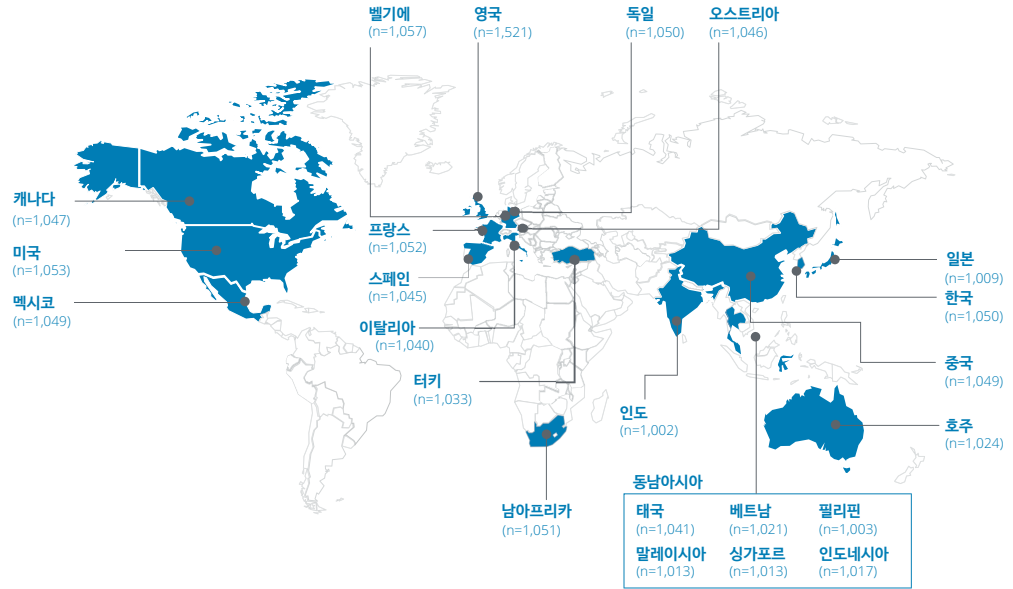 벨기에
(n=1,057)
영국
(n=1,521)
독일
(n=1,050)
오스트리아
(n=1,046)
캐나다
(n=1,047)
미국
(n=1,053)
멕시코
(n=1,049)
프랑스
(n=1,052)
스페인
(n=1,045)
이탈리아
(n=1,040)
터키
(n=1,033)
남아프리카
(n=1,051)
인도
(n=1,002)
일본
(n=1,009)
한국
(n=1,050)
중국
(n=1,049)
호주
(n=1,024)
동남아시아
태국
(n=1,041)
베트남
(n=1,021)
필리핀
(n=1,003)
말레이시아
(n=1,013)
싱가포르
(n=1,013)
인도네시아
(n=1,017)